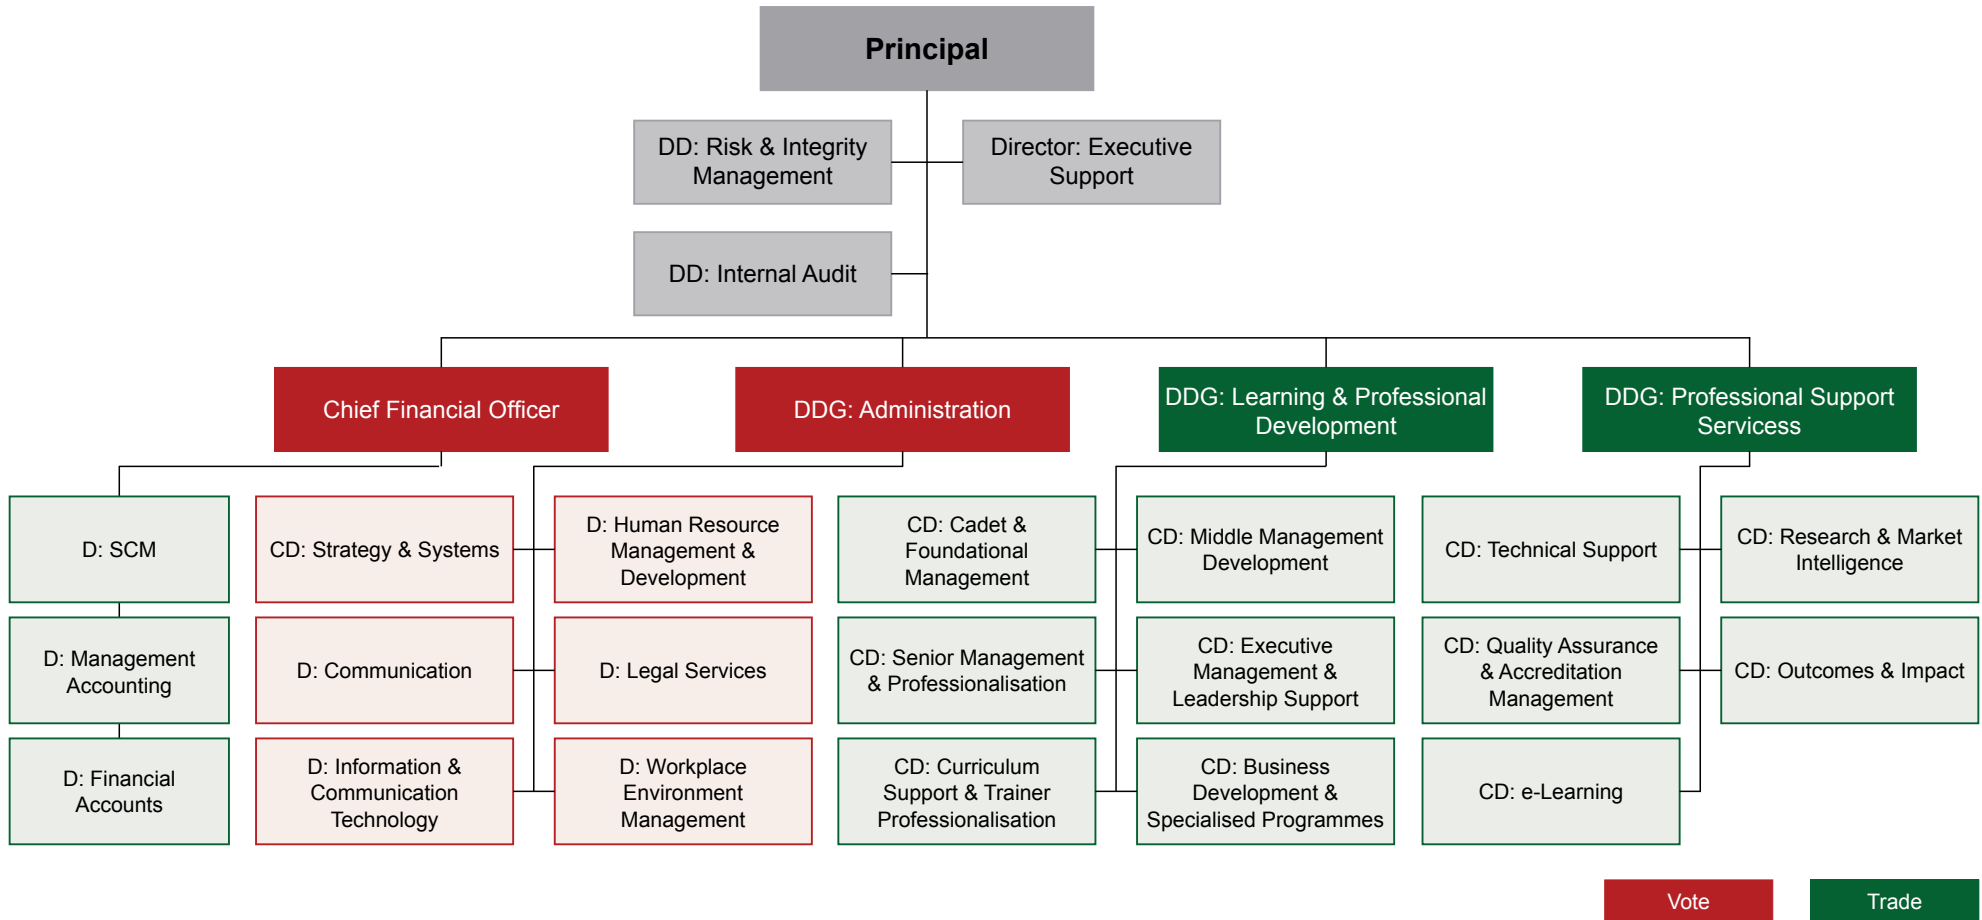 Principal
DD: Risk & Integrity
Management
Director: Executive
Support
DD: Internal Audit
Chief Financial Officer
DDG: Administration
DDG: Learning & Professional
Development
DDG: Professional Support
Servicess
D: SCM
CD: Strategy & Systems
D: Human Resource
Management &
Development
CD: Cadet &
Foundational
Management
CD: Middle Management
Development
CD: Technical Support
CD: Research & Market
Intelligence
D: Management
Accounting
D: Communication
D: Legal Services
CD: Senior Management
& Professionalisation
CD: Executive
Management &
Leadership Support
CD: Quality Assurance
& Accreditation
Management
CD: Outcomes & Impact
D: Financial
Accounts
D: Information &
Communication
Technology
D: Workplace
Environment
Management
CD: Curriculum
Support & Trainer
Professionalisation
CD: Business
Development &
Specialised Programmes
CD: e-Learning
Vote
Trade